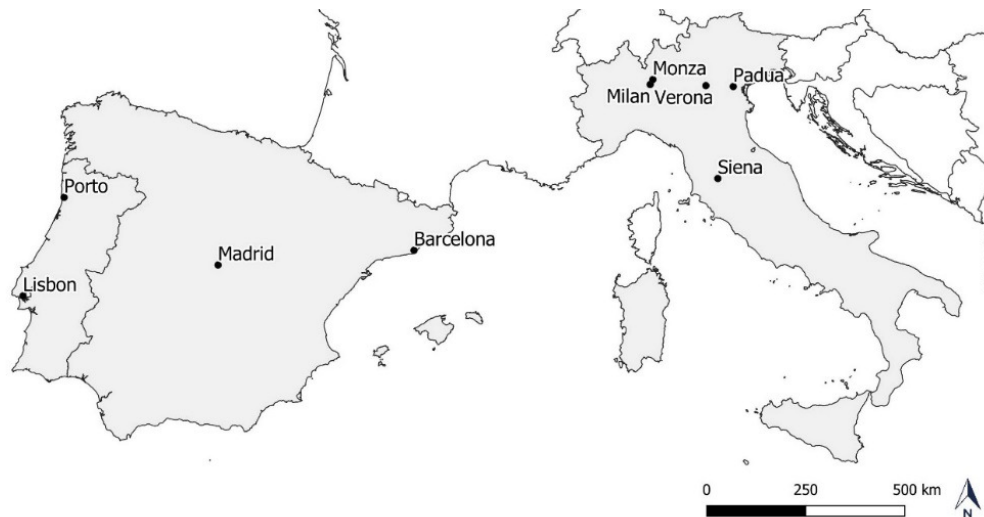 Monza
Padua
Milan Verona
Siena
Porto
Barcelona
Madrid
Lisbon
0 250 500 km
N